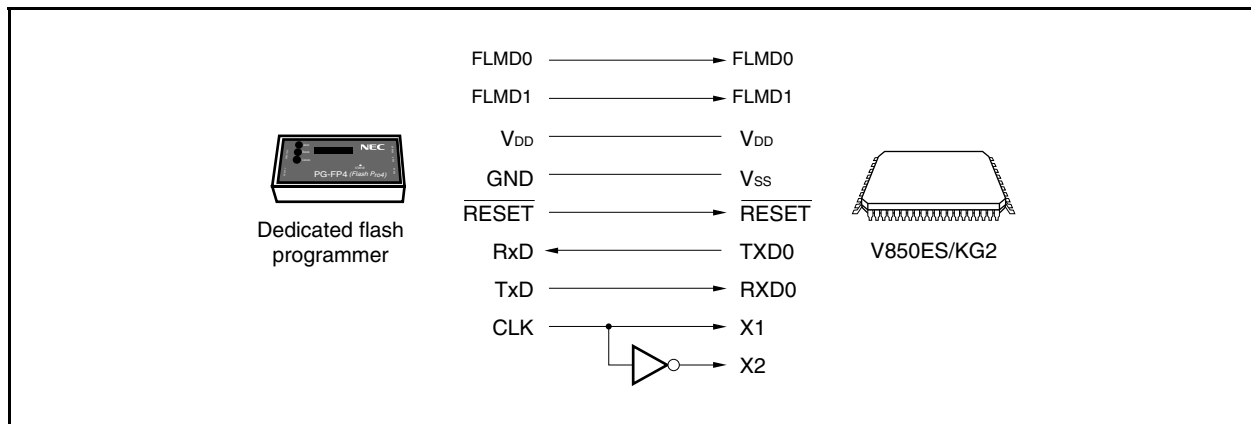 FLMD0 FLMD0
FLMD1 FLMD1
VDD VDD
NEC
PG-FP4 (Flash Pro4)
GND VSS
RESET RESET
Dedicated flash
programmer
RxD TXD0
V850ES/KG2
TxD RXD0
CLK X1
X2